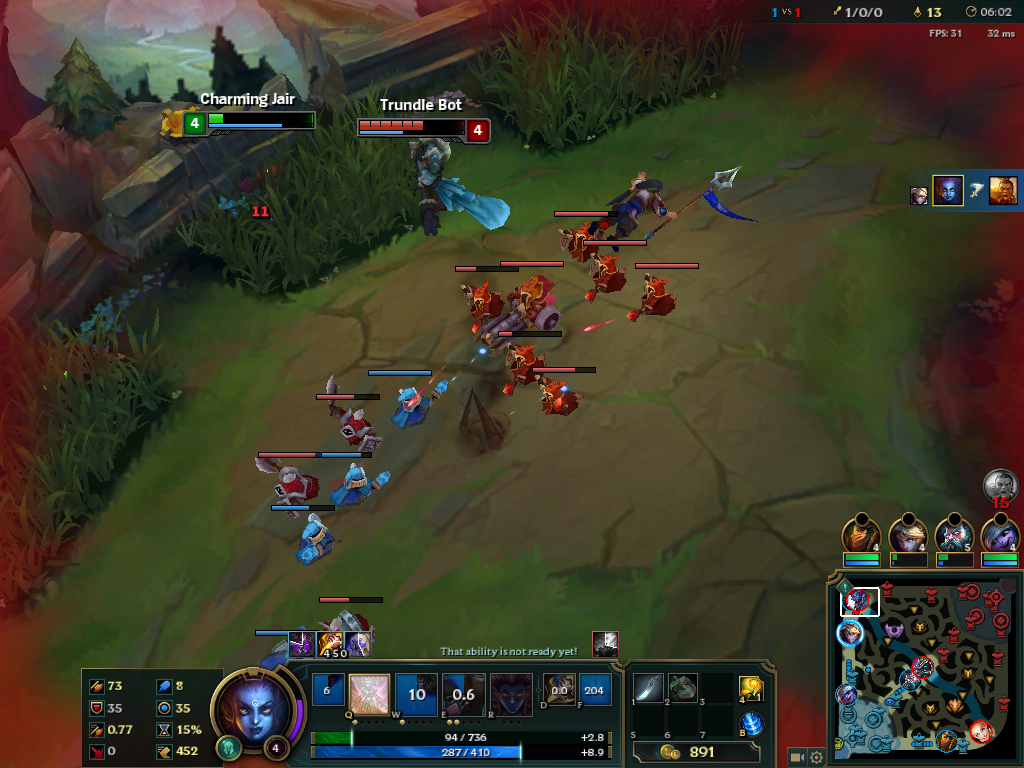 1 vs 1 1/0/0 13 06:02
FPS: 31 32 ms
Charming Jair
4
Trundle Bot
4
11
15
4 4 5 4
450
That ability is not ready yet!
73 8
35 35
0.77 15%
0 452
4
6 10 0.6 0.0 204
Q W E R D F
94 / 736 +2.8
287 / 410 +8.9
1 2 3 4 1
5 6 7 B
891